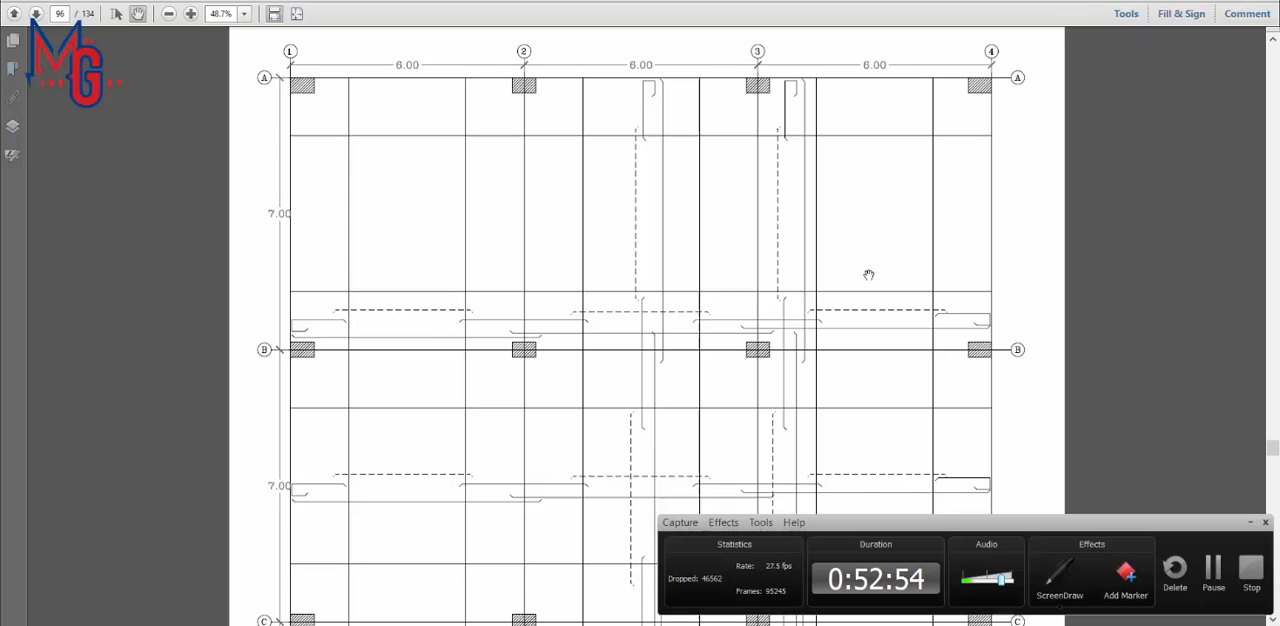 96 / 134 48.7% Tools Fill & Sign Comment
MG
1 2 3 4
6.00 6.00 6.00
A A
7.00
B B
7.00
C C
Capture Effects Tools Help
Statistics Duration Audio Effects
Dropped: 46562 Rate: 27.5 fps
Frames: 95245
0:52:54
ScreenDraw Add Marker Delete Pause Stop